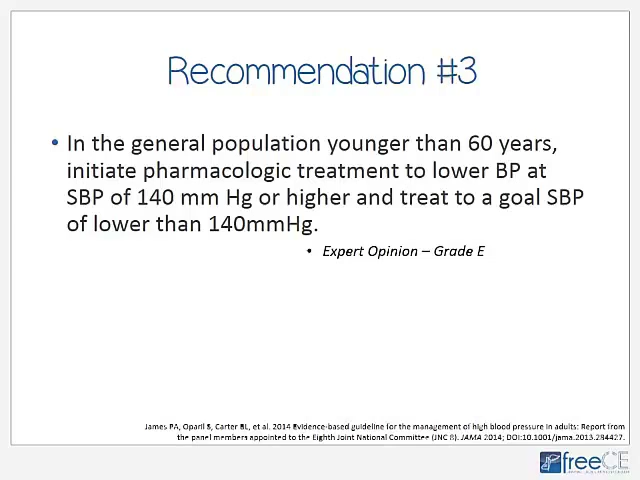 Recommendation #3
• In the general population younger than 60 years,
initiate pharmacologic treatment to lower BP at
SBP of 140 mm Hg or higher and treat to a goal SBP
of lower than 140mmHg.
• Expert Opinion – Grade E
James PA, Oparil S, Carter BL, et al. 2014 Evidence-based guideline for the management of high blood pressure in adults: Report from
the panel members appointed to the Eighth Joint National Committee (JNC 8). JAMA 2014; DOI:10.1001/jama.2013.284427.
freeCE